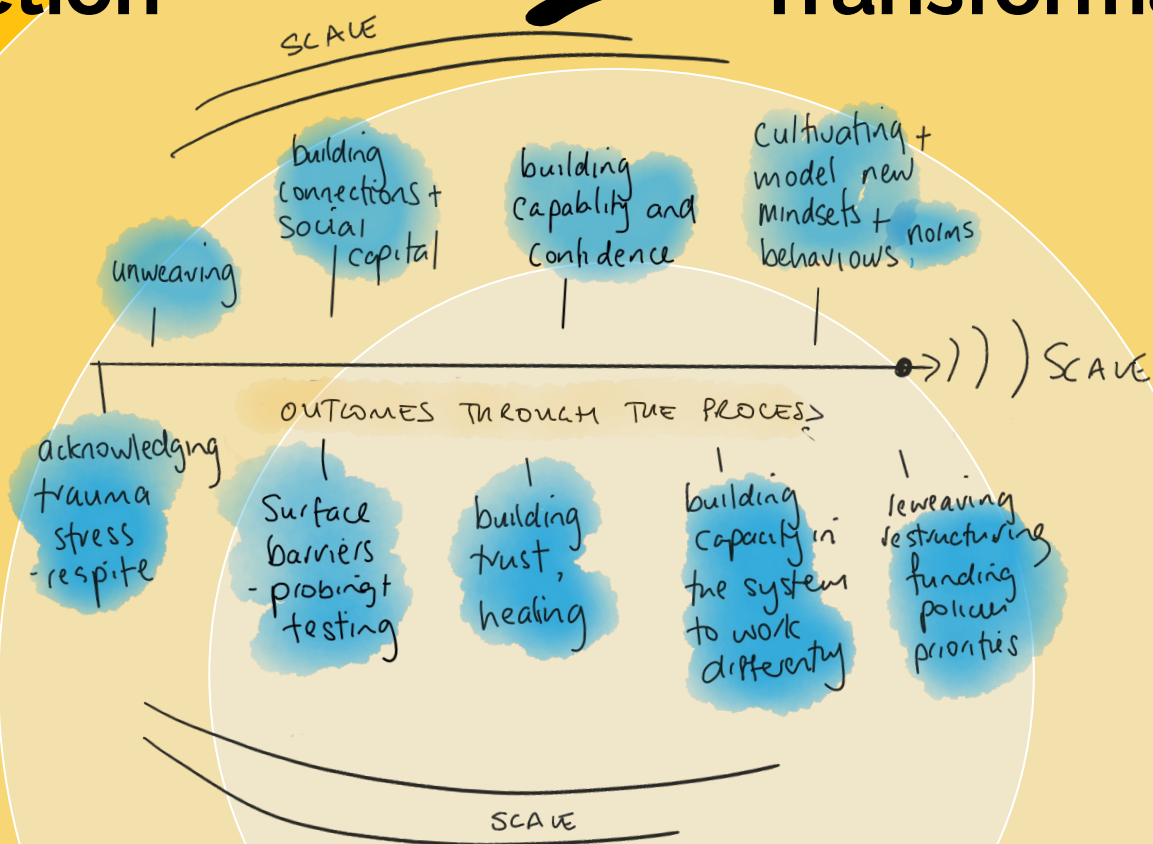 ction
Transforma
SCALE
unweaving
building
connections +
Social
capital
building
Capablity and
Confidence
Cultivating +
model new
mindsets +
behaviours,
norms
SCALE
OUTCOMES THROUGH THE PROCESS
acknowledging
trauma
stress
-respite
Surface
barriers
- probing +
testing
building
trust,
healing
building
capacity in
the system
to work
differently
reweaving
restructuring
funding
policies
priorities
SCALE